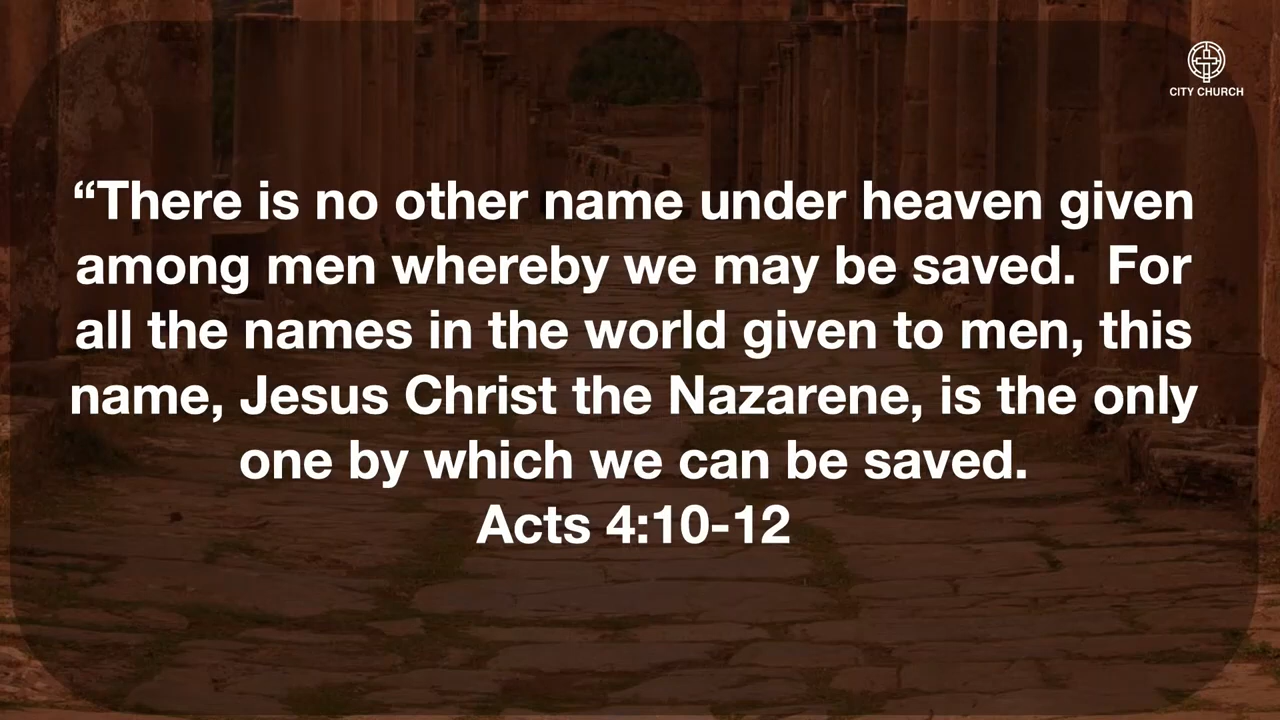 CITY CHURCH
“There is no other name under heaven given
among men whereby we may be saved.  For
all the names in the world given to men, this
name, Jesus Christ the Nazarene, is the only
one by which we can be saved.
Acts 4:10-12